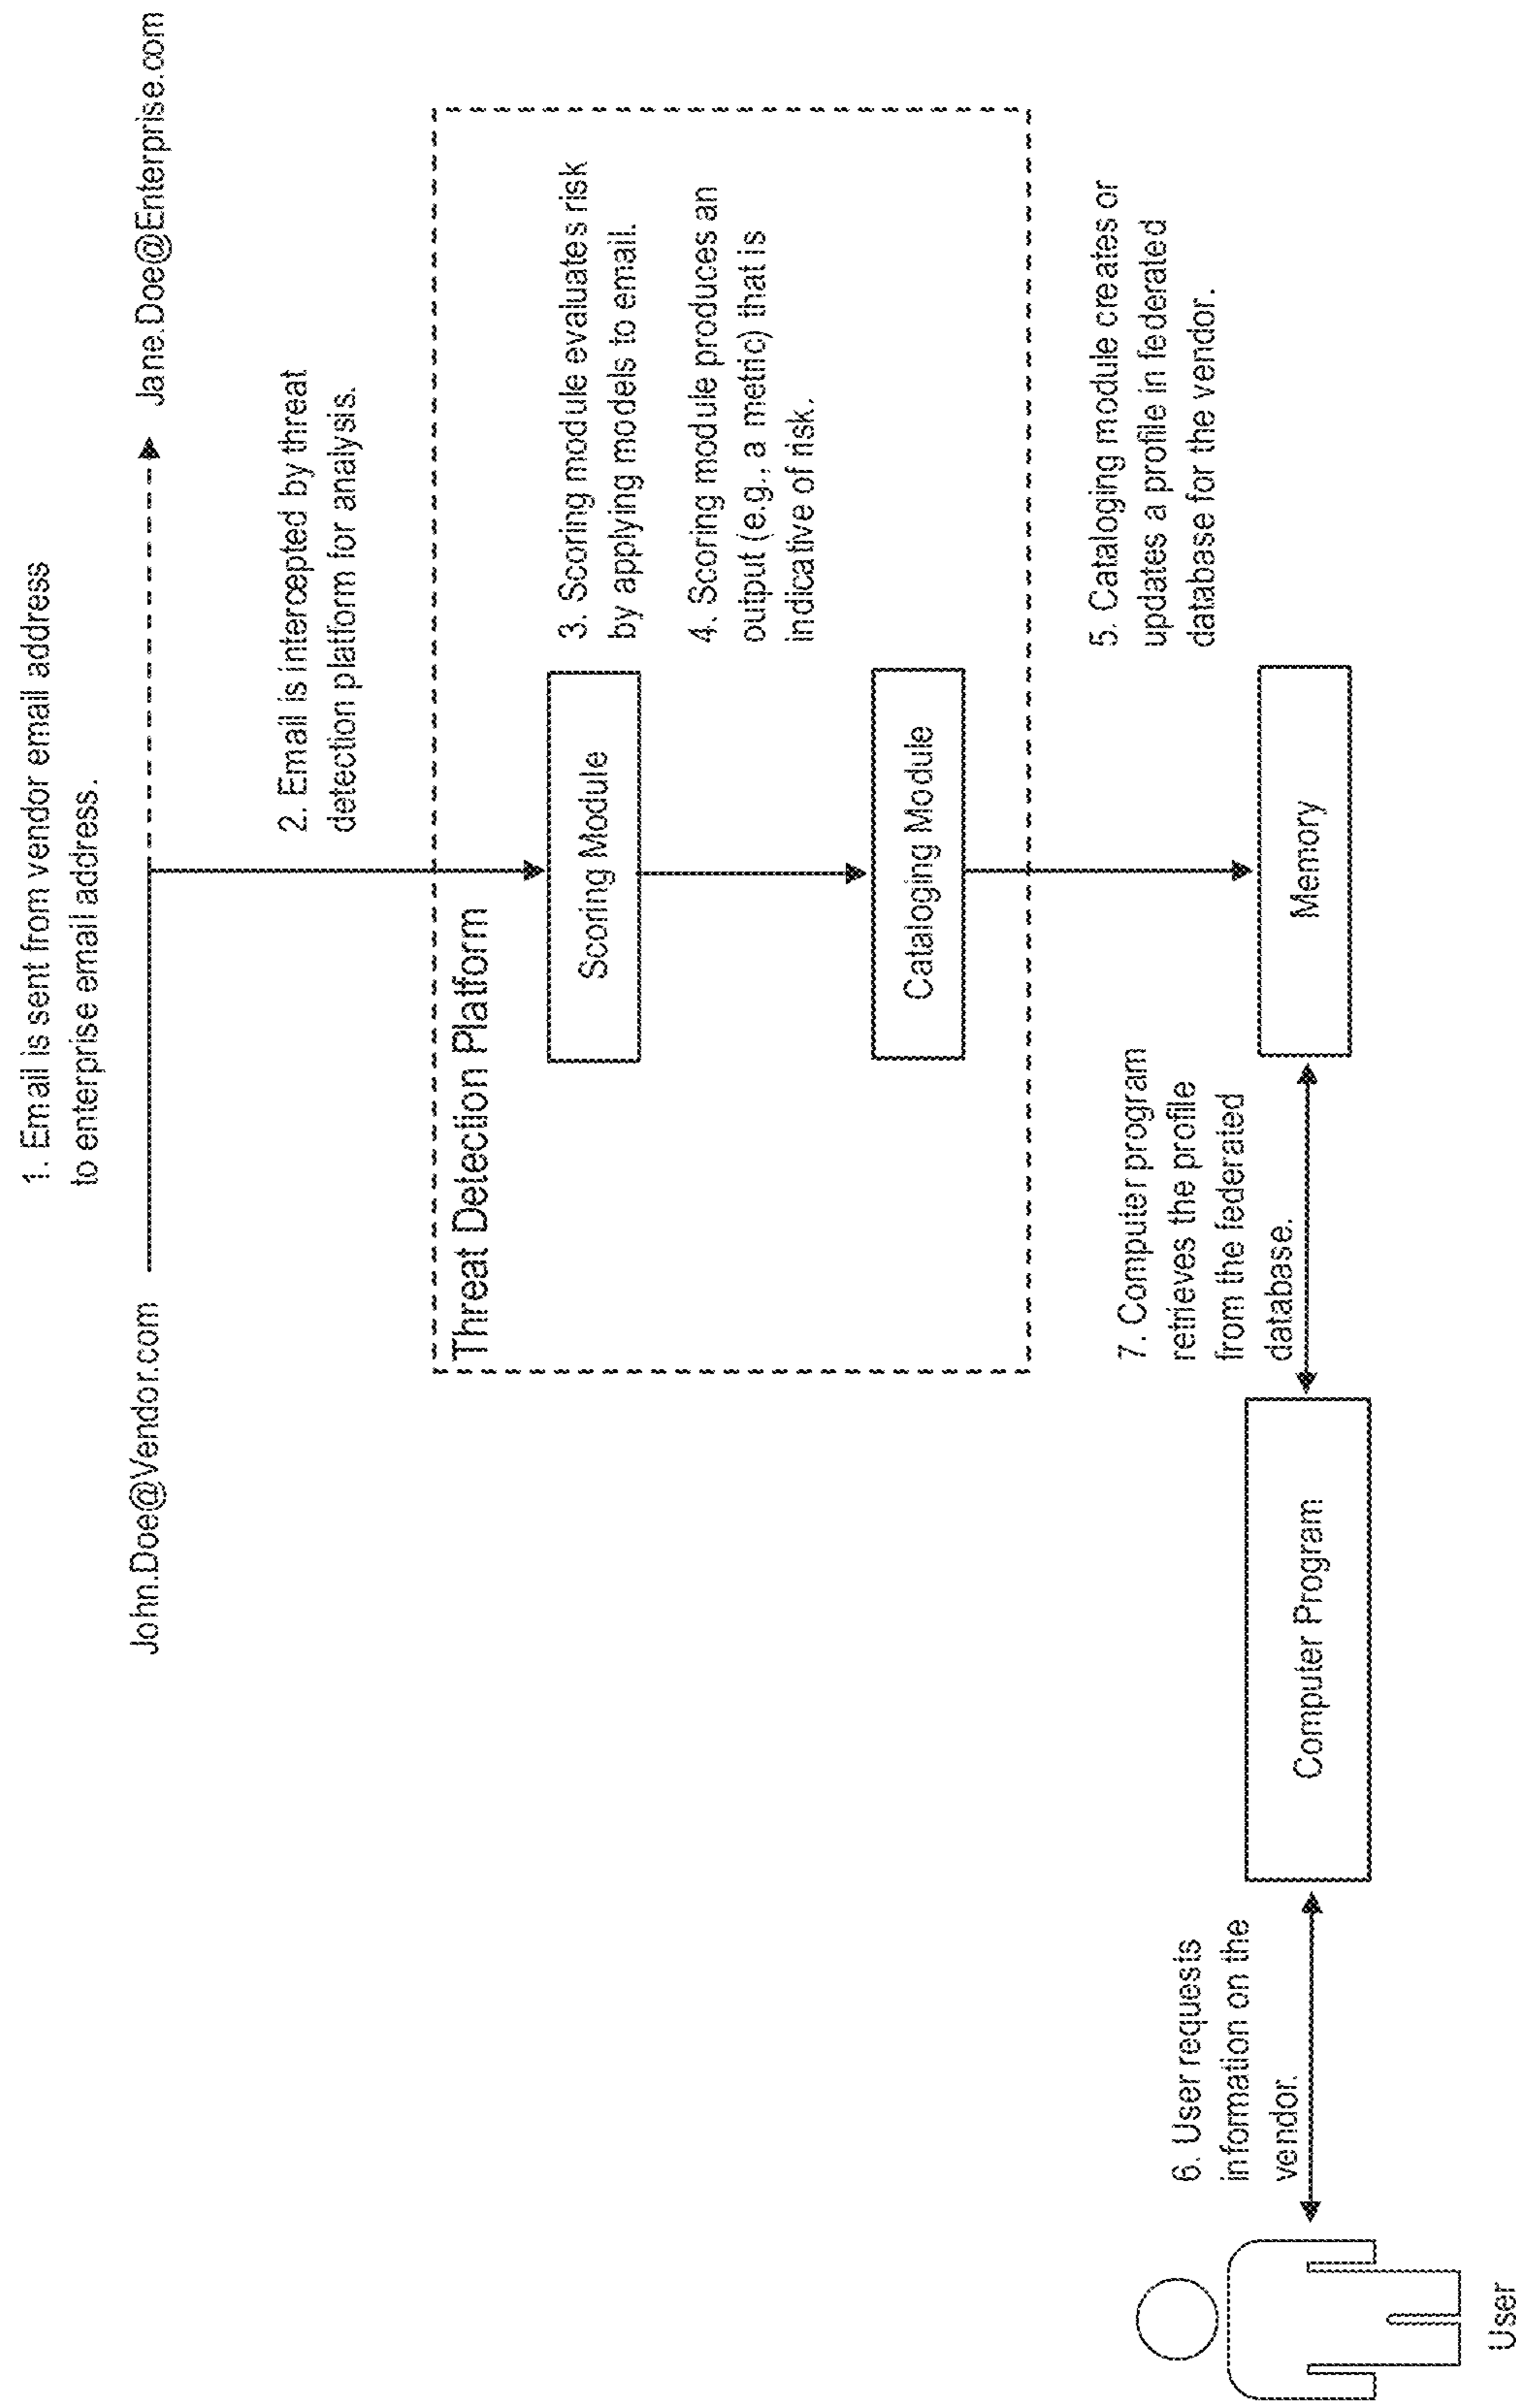 1. Email is sent from vendor email address
to enterprise email address.
John.Doe@Vendor.com
Jane.Doe@Enterprise.com
2. Email is intercepted by threat
detection platform for analysis.
Threat Detection Platform
Scoring Module
3. Scoring module evaluates risk
by applying models to email.
4. Scoring module produces an
output (e.g., a metric) that is
indicative of risk.
Cataloging Module
5. Cataloging module creates or
updates a profile in federated
database for the vendor.
6. User requests
information on the
vendor.
Computer Program
7. Computer program
retrieves the profile
from the federated
database.
Memory
User